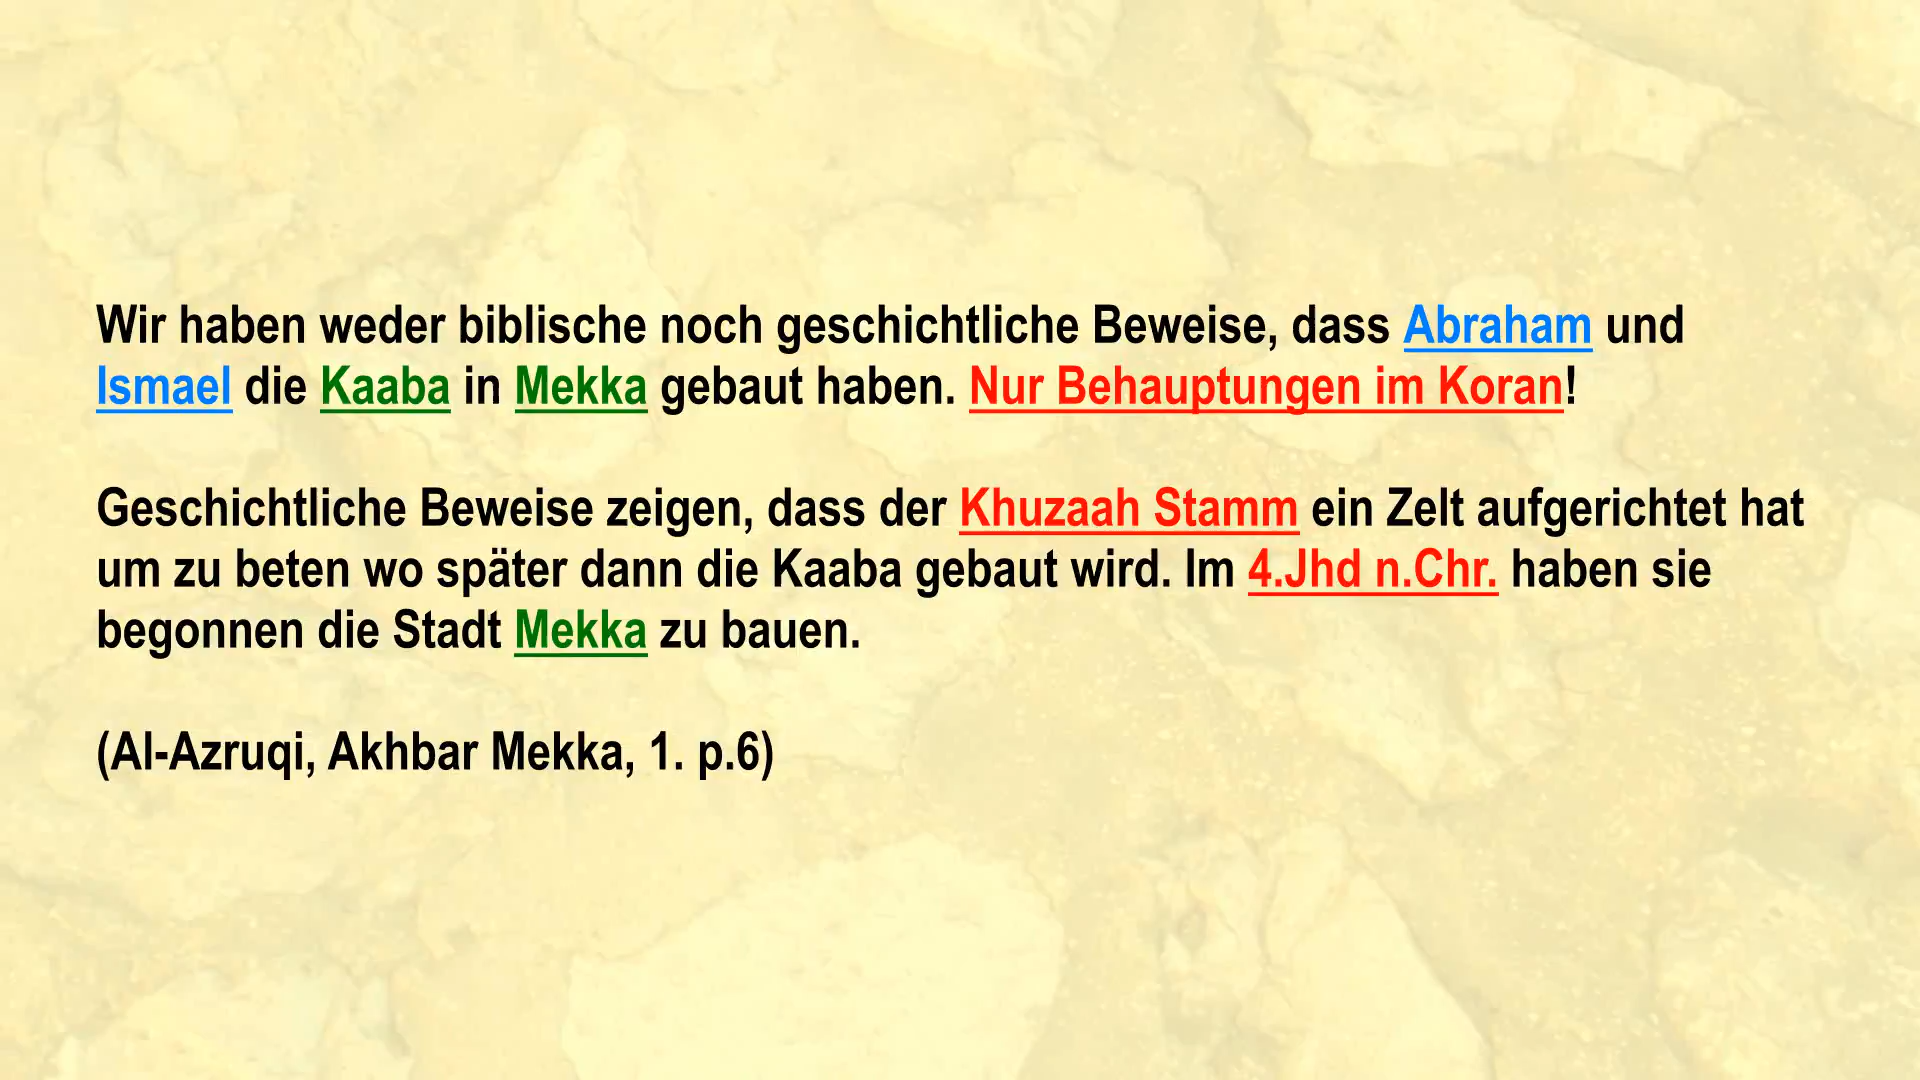 Wir haben weder biblische noch geschichtliche Beweise, dass Abraham und
Ismael die Kaaba in Mekka gebaut haben. Nur Behauptungen im Koran!
Geschichtliche Beweise zeigen, dass der Khuzaah Stamm ein Zelt aufgerichtet hat
um zu beten wo später dann die Kaaba gebaut wird. Im 4.Jhd n.Chr. haben sie
begonnen die Stadt Mekka zu bauen.
(Al-Azruqi, Akhbar Mekka, 1. p.6)